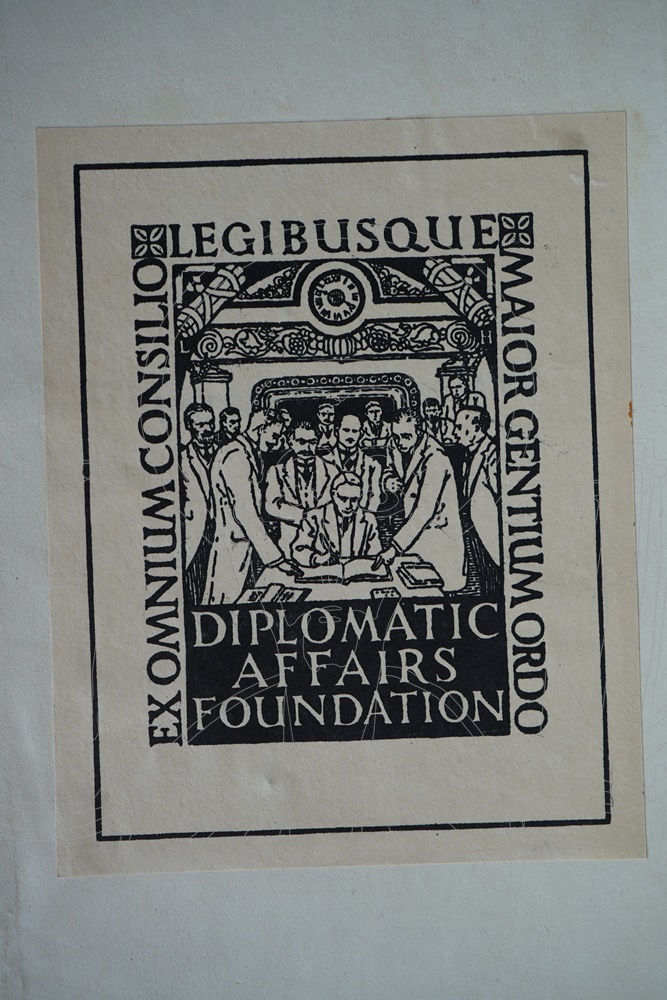 EX OMNIUM CONSILIO
LEGIBUSQUE
MAIOR GENTIUM ORDO
DIPLOMATIC
AFFAIRS
FOUNDATION